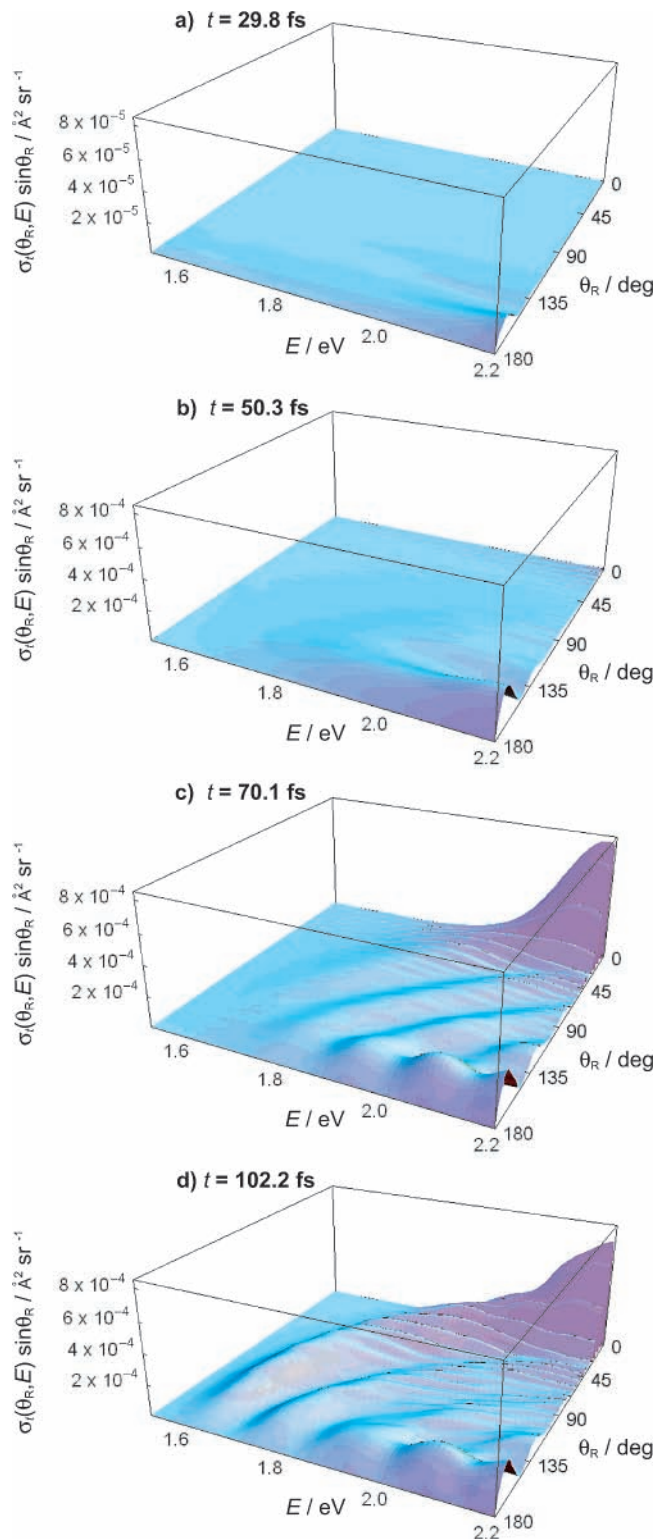 a) t = 29.8 fs
σₜ(θR,E) sinθR / Å² sr⁻¹
8 x 10⁻⁵
6 x 10⁻⁵
4 x 10⁻⁵
2 x 10⁻⁵
1.6
1.8
2.0
2.2
E / eV
0
45
90
135
180
θR / deg
b) t = 50.3 fs
σₜ(θR,E) sinθR / Å² sr⁻¹
8 x 10⁻⁴
6 x 10⁻⁴
4 x 10⁻⁴
2 x 10⁻⁴
1.6
1.8
2.0
2.2
E / eV
0
45
90
135
180
θR / deg
c) t = 70.1 fs
σₜ(θR,E) sinθR / Å² sr⁻¹
8 x 10⁻⁴
6 x 10⁻⁴
4 x 10⁻⁴
2 x 10⁻⁴
1.6
1.8
2.0
2.2
E / eV
0
45
90
135
180
θR / deg
d) t = 102.2 fs
σₜ(θR,E) sinθR / Å² sr⁻¹
8 x 10⁻⁴
6 x 10⁻⁴
4 x 10⁻⁴
2 x 10⁻⁴
1.6
1.8
2.0
2.2
E / eV
0
45
90
135
180
θR / deg